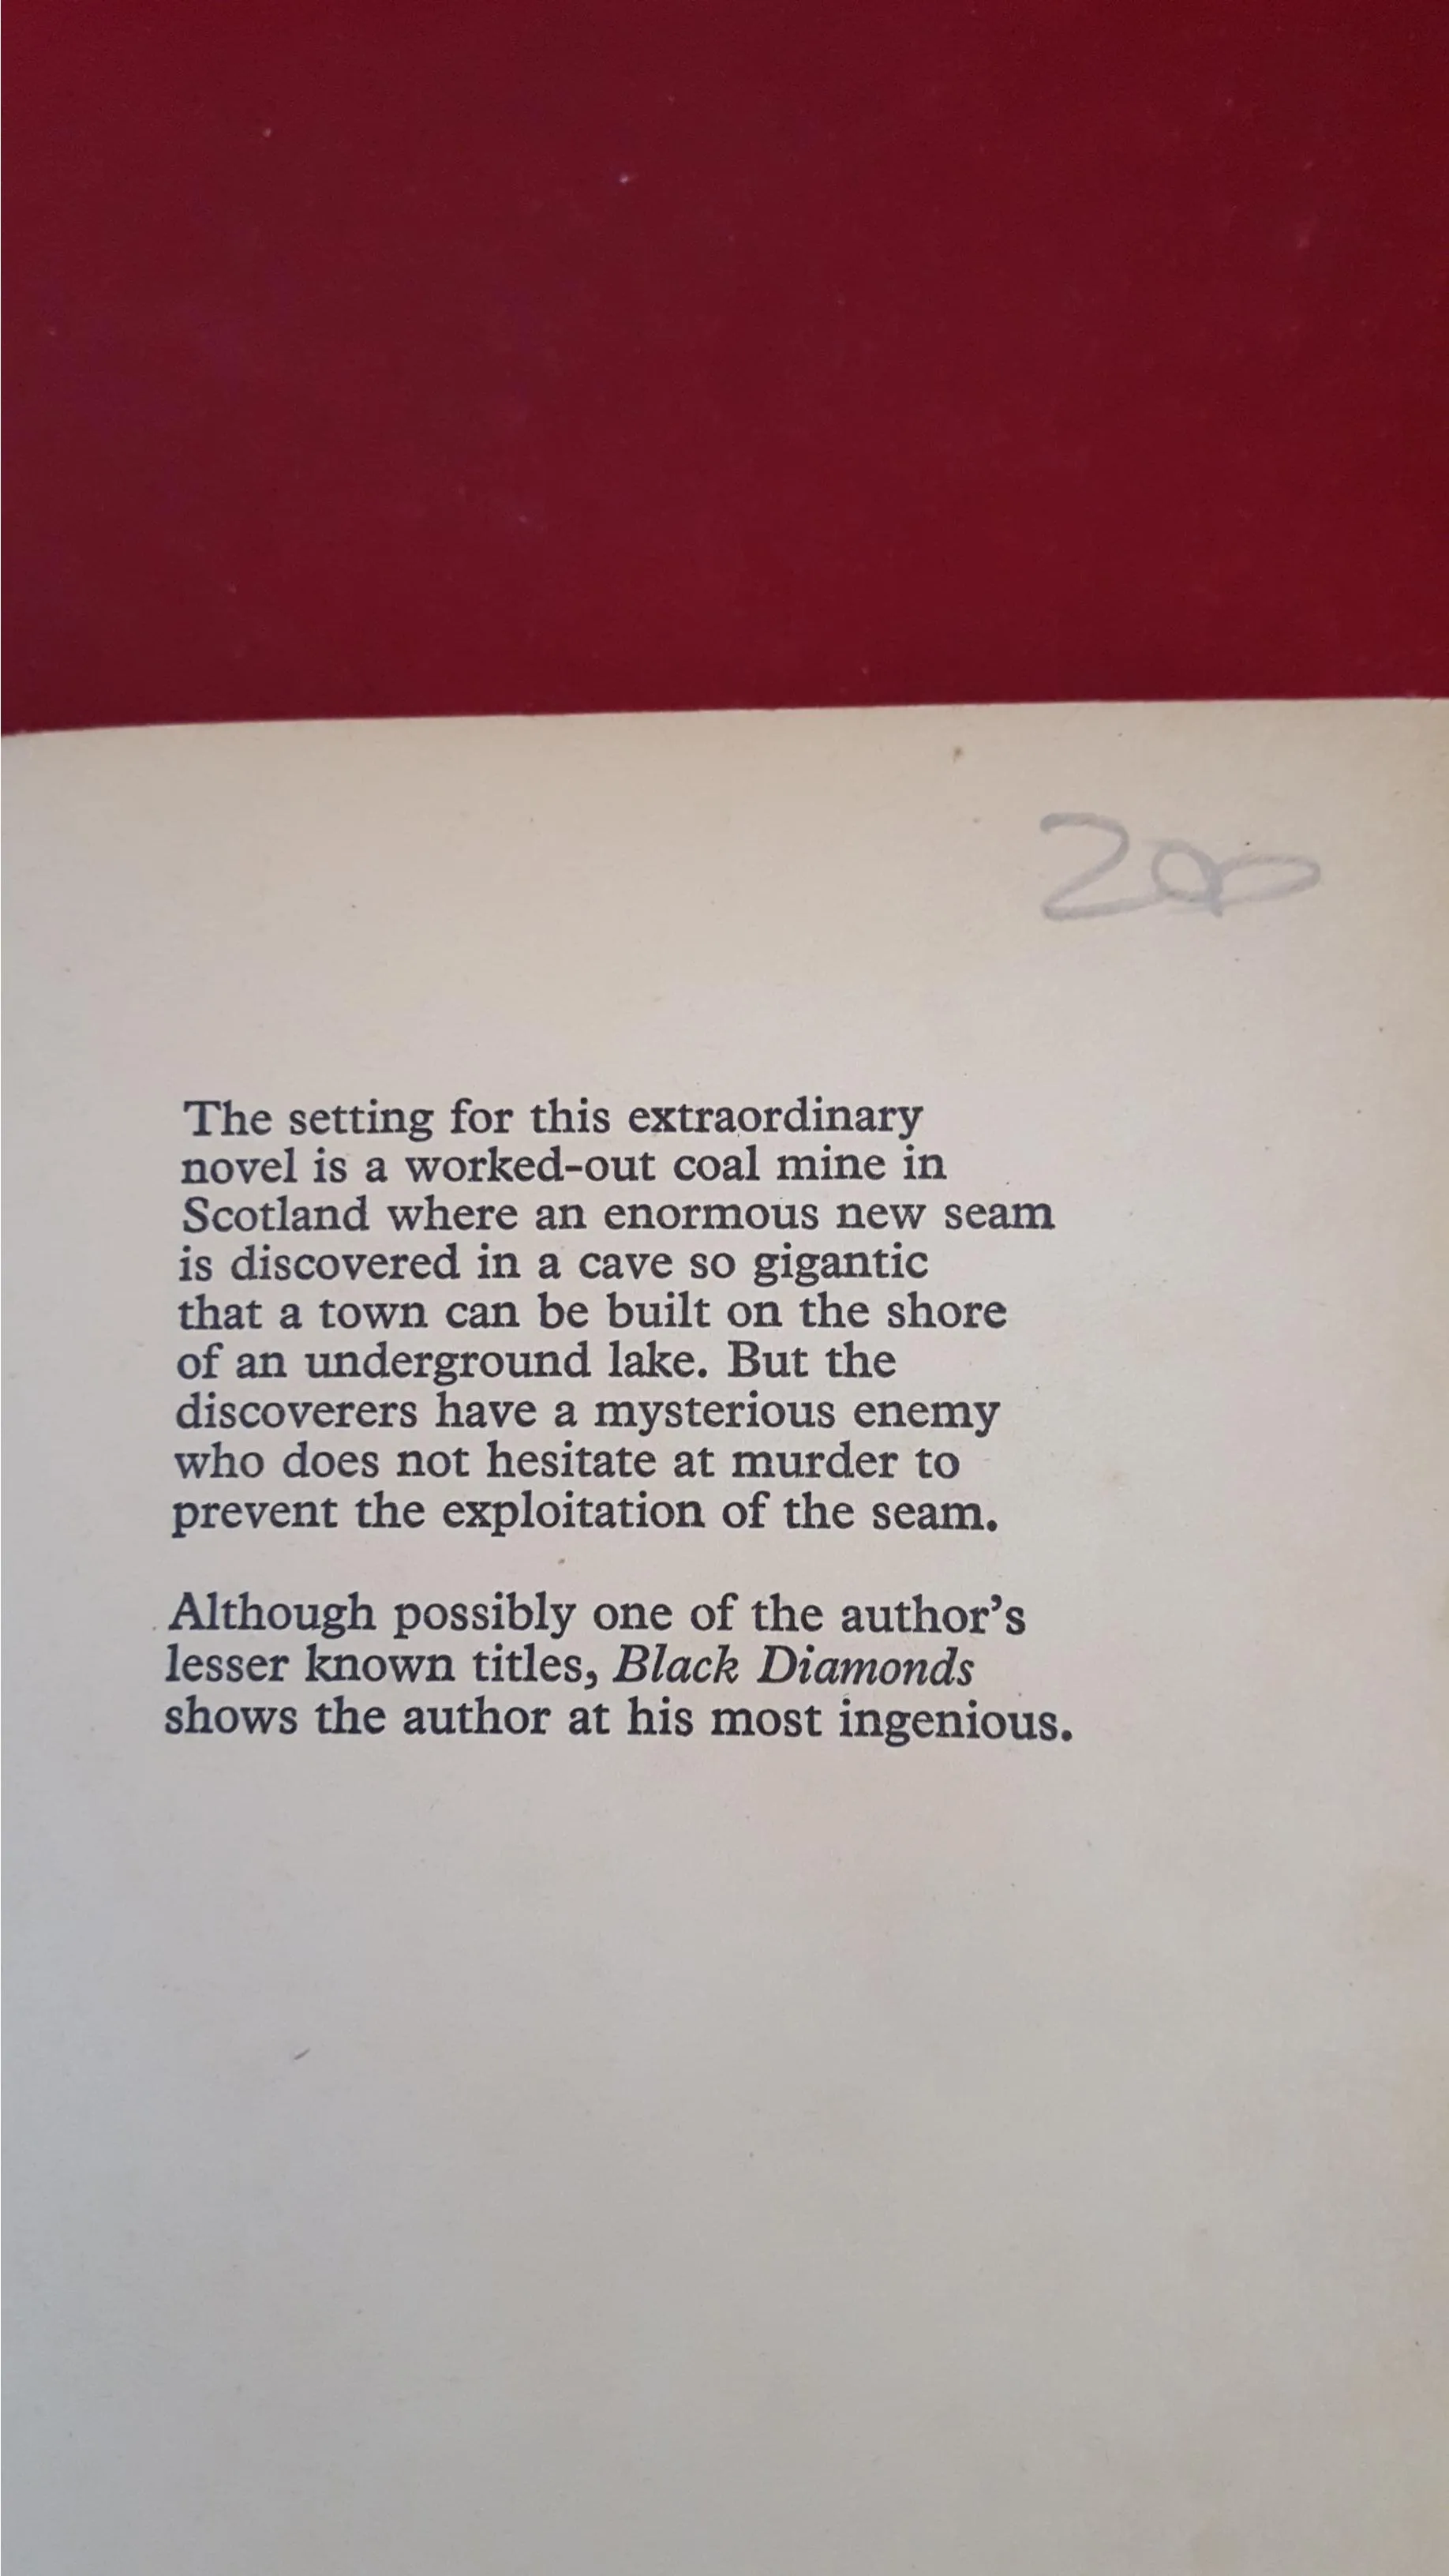 200
The setting for this extraordinary
novel is a worked-out coal mine in
Scotland where an enormous new seam
is discovered in a cave so gigantic
that a town can be built on the shore
of an underground lake. But the
discoverers have a mysterious enemy
who does not hesitate at murder to
prevent the exploitation of the seam.
Although possibly one of the author's
lesser known titles, Black Diamonds
shows the author at his most ingenious.